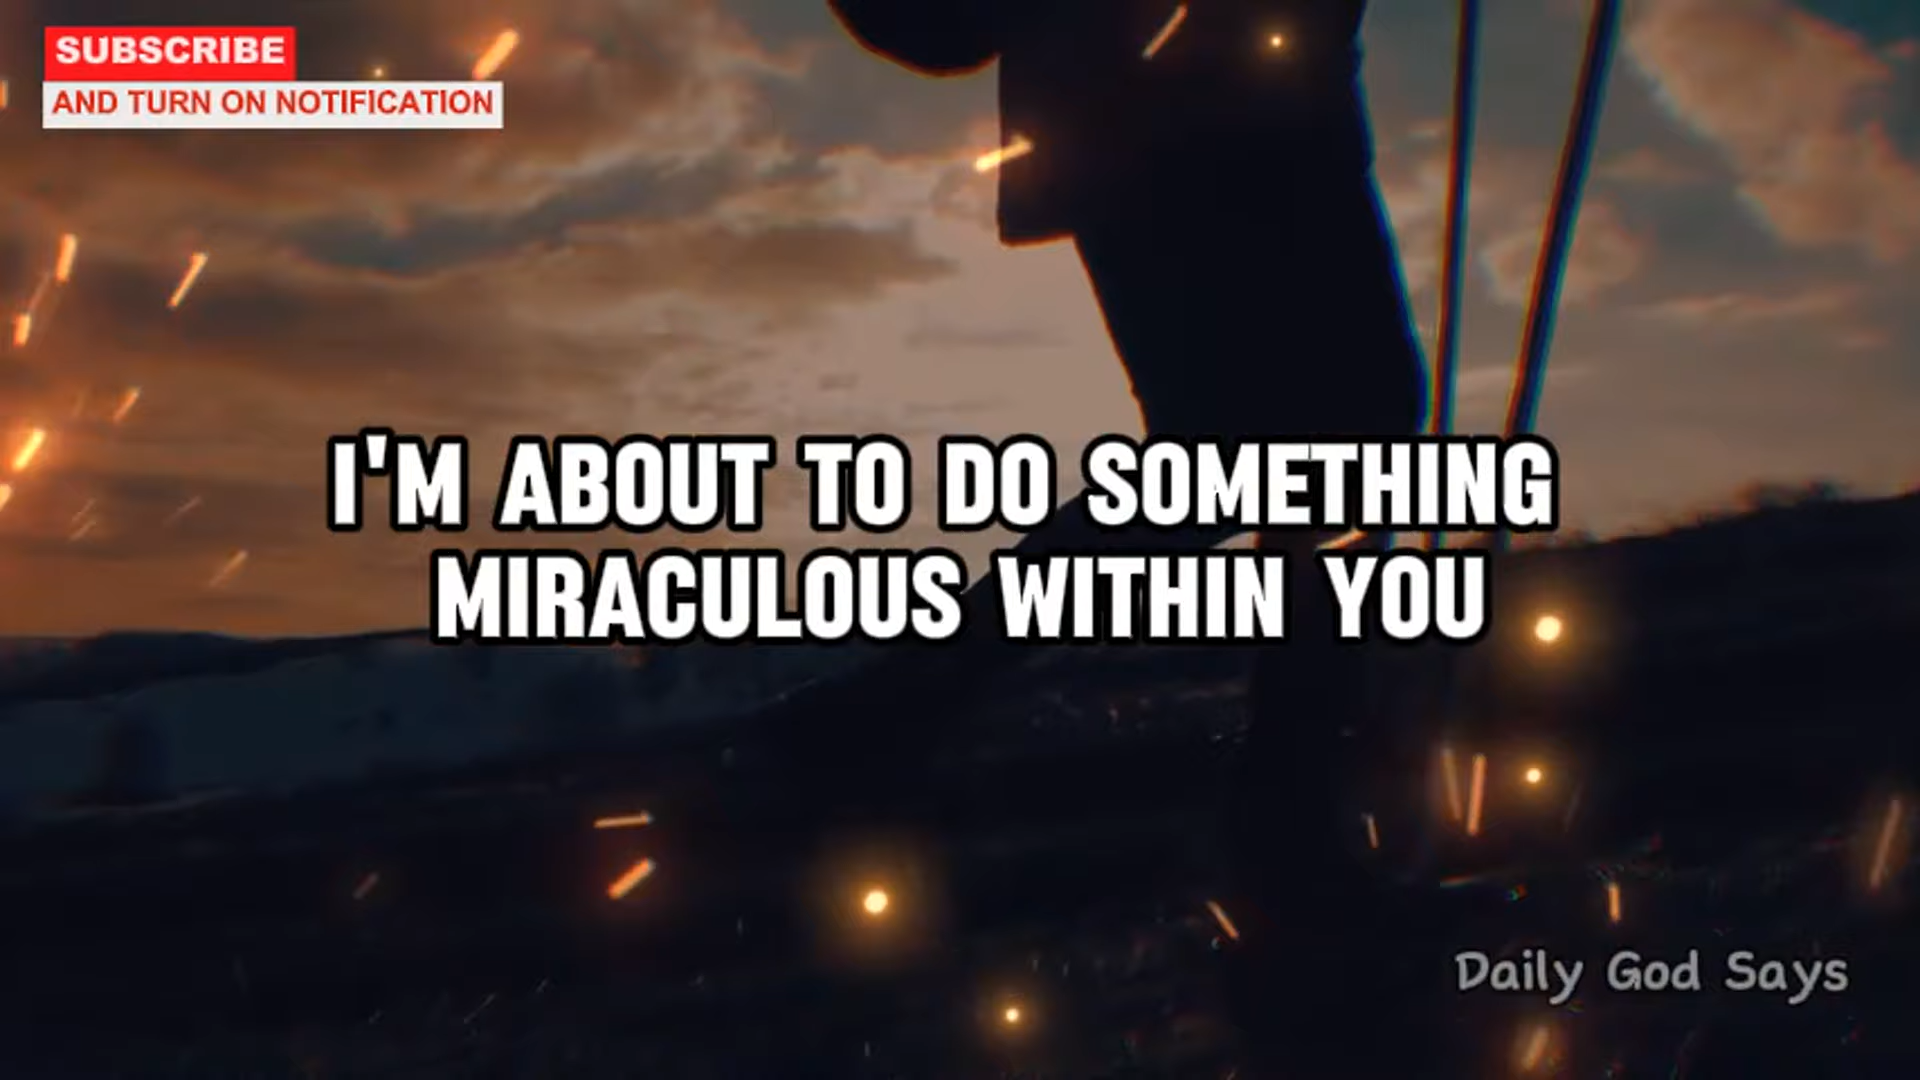 SUBSCRIBE
AND TURN ON NOTIFICATION
I'M ABOUT TO DO SOMETHING
MIRACULOUS WITHIN YOU
Daily God Says